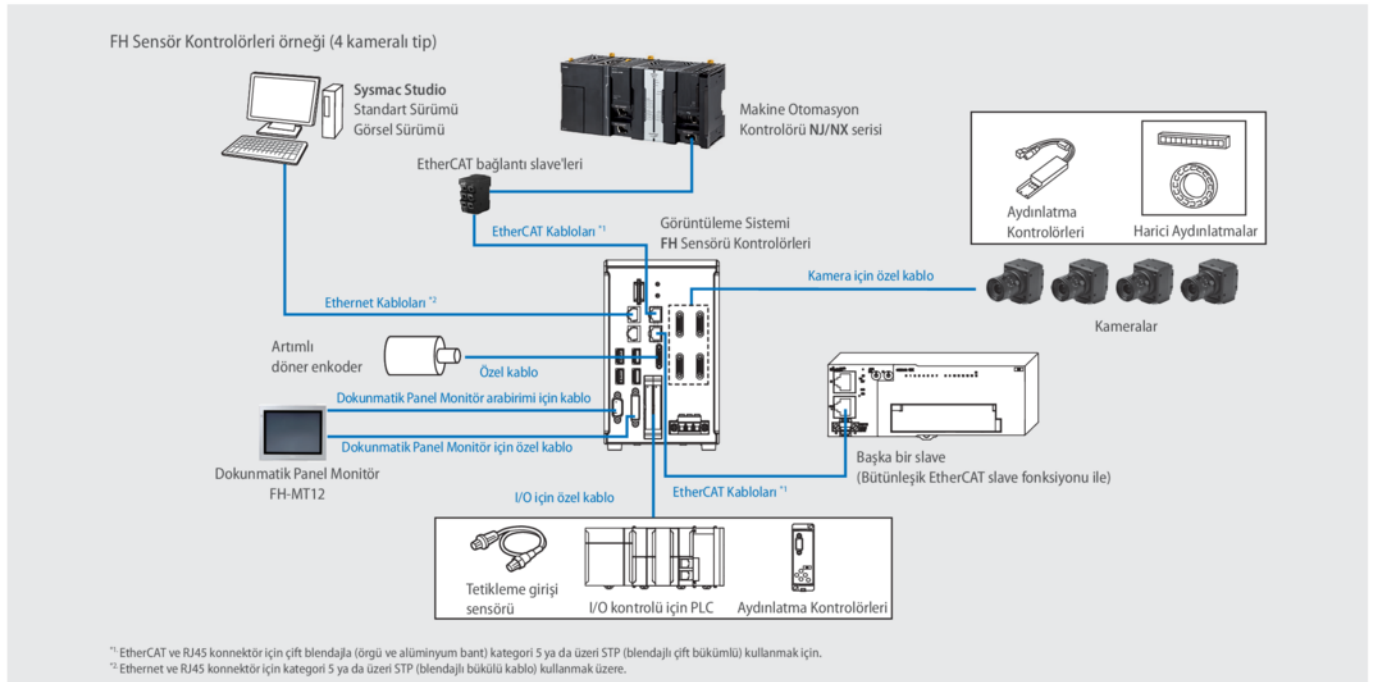 FH Sensör Kontrolörleri örneği (4 kameralı tip)
Sysmac Studio
Standart Sürümü
Görsel Sürümü
Makine Otomasyon
Kontrolörü NJ/NX serisi
EtherCAT bağlantı slave'leri
EtherCAT Kabloları *1
Görüntüleme Sistemi
FH Sensörü Kontrolörleri
Aydınlatma
Kontrolörleri
Harici Aydınlatmalar
Kamera için özel kablo
Kameralar
Ethernet Kabloları *2
Artımlı
döner enkoder
Özel kablo
Dokunmatik Panel Monitör arabirimi için kablo
Dokunmatik Panel Monitör için özel kablo
Dokunmatik Panel Monitör
FH-MT12
Başka bir slave
(Bütünleşik EtherCAT slave fonksiyonu ile)
I/O için özel kablo
EtherCAT Kabloları *1
Tetikleme girişi
sensörü
I/O kontrolü için PLC
Aydınlatma Kontrolörleri
*1. EtherCAT ve RJ45 konnektör için çift blendajla (örgü ve alüminyum bant) kategori 5 ya da üzeri STP (blendajlı çift bükümlü) kullanmak için.
*2. Ethernet ve RJ45 konnektör için kategori 5 ya da üzeri STP (blendajlı bükülü kablo) kullanmak üzere.